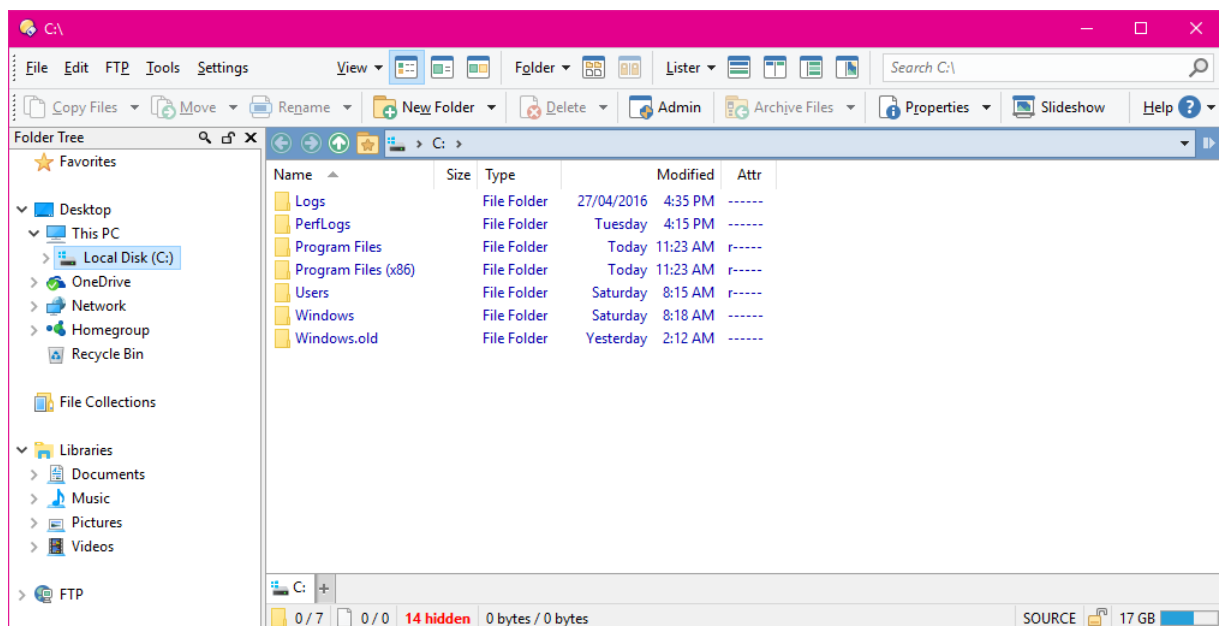 C:\
File Edit FTP Tools Settings View Folder Lister Search C:\
Copy Files Move Rename New Folder Delete Admin Archive Files Properties Slideshow Help
Folder Tree
Favorites
Desktop
This PC
Local Disk (C:)
OneDrive
Network
Homegroup
Recycle Bin
File Collections
Libraries
Documents
Music
Pictures
Videos
FTP
C:
Name Size Type Modified Attr
Logs File Folder 27/04/2016 4:35 PM ------
PerfLogs File Folder Tuesday 4:15 PM ------
Program Files File Folder Today 11:23 AM r-----
Program Files (x86) File Folder Today 11:23 AM r-----
Users File Folder Saturday 8:15 AM r-----
Windows File Folder Saturday 8:18 AM ------
Windows.old File Folder Yesterday 2:12 AM ------
C: +
0 / 7 0 / 0 14 hidden 0 bytes / 0 bytes SOURCE 17 GB